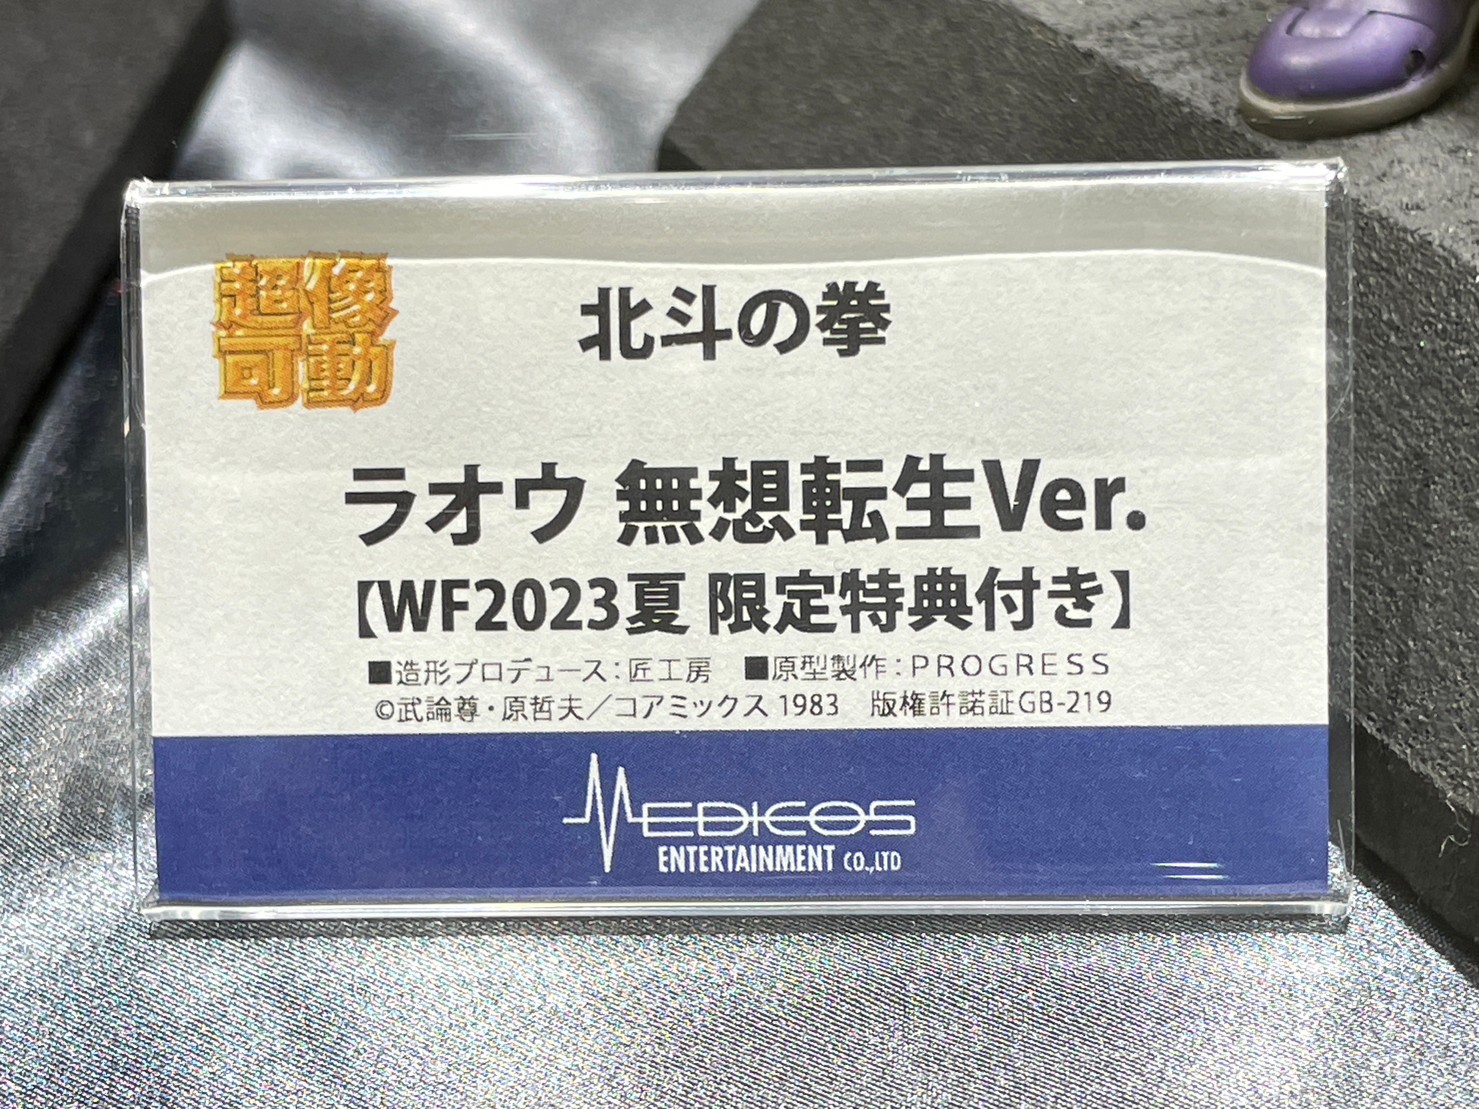 超像
可動
北斗の拳
ラオウ 無想転生Ver.
【WF2023夏 限定特典付き】
■造形プロデュース：匠工房　■原型製作：PROGRESS
©武論尊・原哲夫／コアミックス 1983　版権許諾証GB-219
MEDICOS
ENTERTAINMENT CO.,LTD